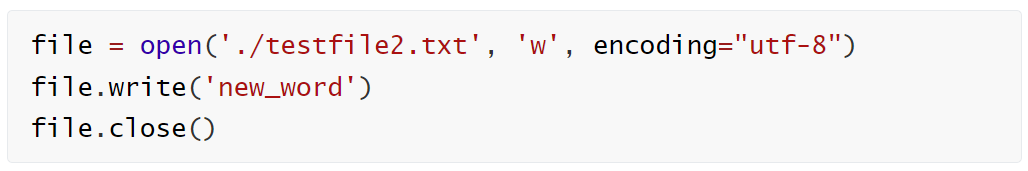 file = open('./testfile2.txt', 'w', encoding="utf-8")
file.write('new_word')
file.close()